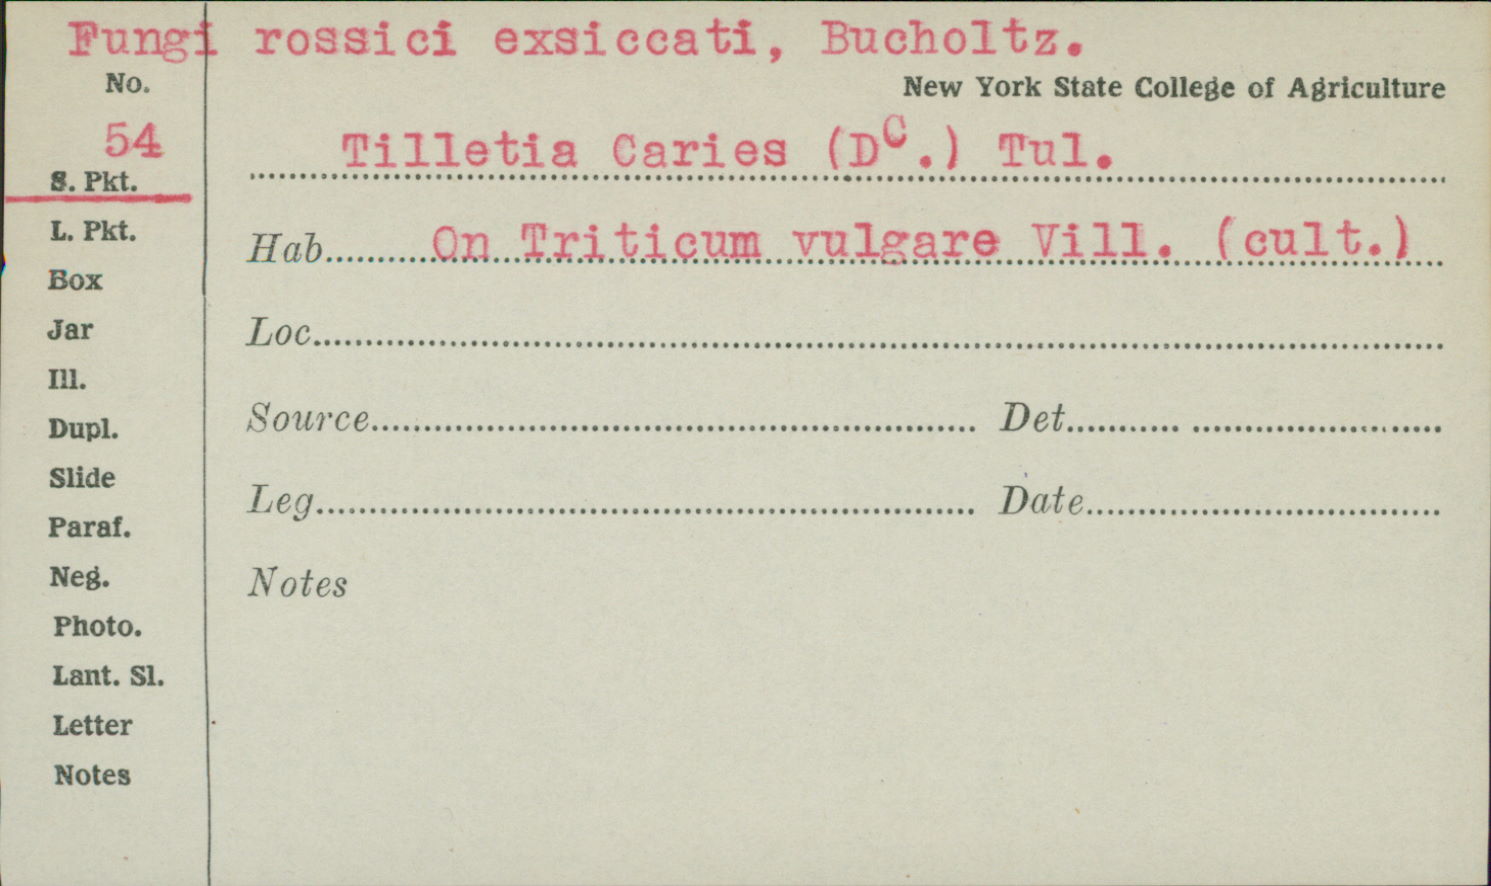 Fungi rossici exsiccati, Bucholtz.
No.
New York State College of Agriculture
54
Tilletia Caries (DC.) Tul.
S. Pkt.
L. Pkt.
Hab. On Triticum vulgare Vill. (cult.)
Box
Jar
Loc.
Ill.
Dupl.
Source Det.
Slide
Leg. Date
Paraf.
Neg.
Notes
Photo.
Lant. Sl.
Letter
Notes